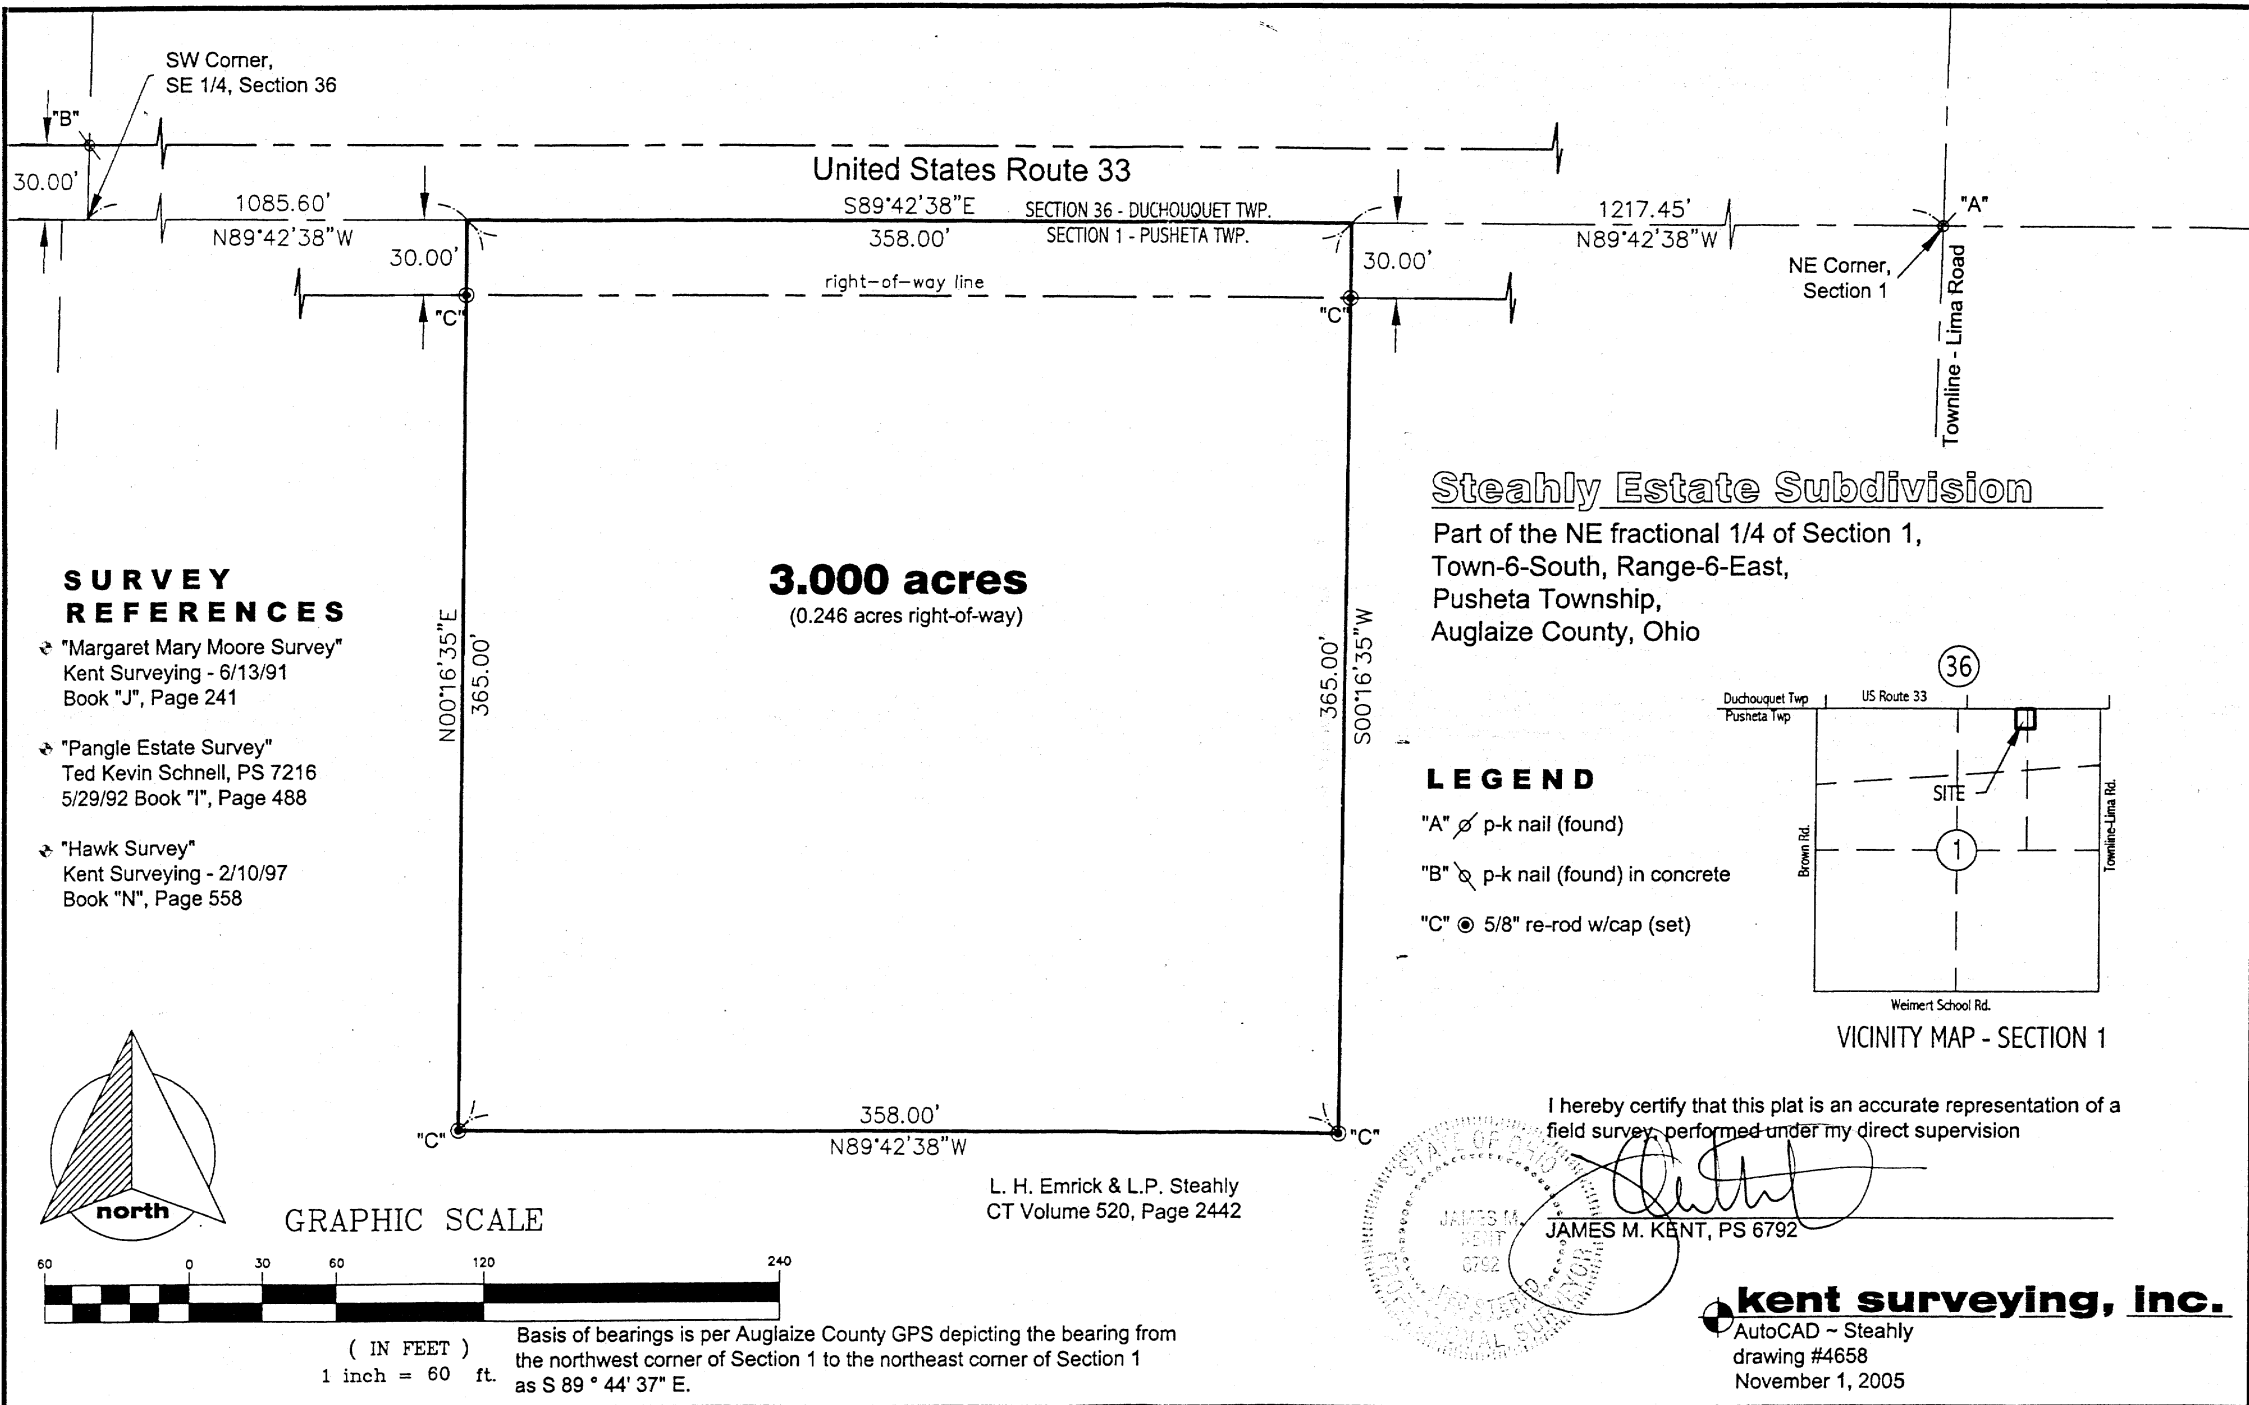 SW Corner,
SE 1/4, Section 36
"B"
30.00'
1085.60'
N89°42'38"W
30.00'
United States Route 33
S89°42'38"E
SECTION 36 - DUCHOUQUET TWP.
358.00'
SECTION 1 - PUSHETA TWP.
right-of-way line
30.00'
1217.45'
N89°42'38"W
"A"
NE Corner,
Section 1
Townline - Lima Road
"C"
"C"
Steahly Estate Subdivision
Part of the NE fractional 1/4 of Section 1,
Town-6-South, Range-6-East,
Pusheta Township,
Auglaize County, Ohio
3.000 acres
(0.246 acres right-of-way)
N00°16'35"E
365.00'
365.00'
S00°16'35"W
SURVEY
REFERENCES
"Margaret Mary Moore Survey"
Kent Surveying - 6/13/91
Book "J", Page 241
"Pangle Estate Survey"
Ted Kevin Schnell, PS 7216
5/29/92 Book "I", Page 488
"Hawk Survey"
Kent Surveying - 2/10/97
Book "N", Page 558
LEGEND
"A" p-k nail (found)
"B" p-k nail (found) in concrete
"C" 5/8" re-rod w/cap (set)
36
Duchouquet Twp
US Route 33
Pusheta Twp
SITE
1
Brown Rd.
Townline-Lima Rd.
Weimert School Rd.
VICINITY MAP - SECTION 1
"C"
358.00'
N89°42'38"W
"C"
L. H. Emrick & L.P. Steahly
CT Volume 520, Page 2442
north
GRAPHIC SCALE
60 0 30 60 120 240
( IN FEET )
1 inch = 60 ft.
Basis of bearings is per Auglaize County GPS depicting the bearing from
the northwest corner of Section 1 to the northeast corner of Section 1
as S 89 ° 44' 37" E.
I hereby certify that this plat is an accurate representation of a
field survey, performed under my direct supervision
JAMES M. KENT, PS 6792
STATE OF OHIO
JAMES M.
KENT
6792
REGISTERED
PROFESSIONAL SURVEYOR
kent surveying, inc.
AutoCAD ~ Steahly
drawing #4658
November 1, 2005